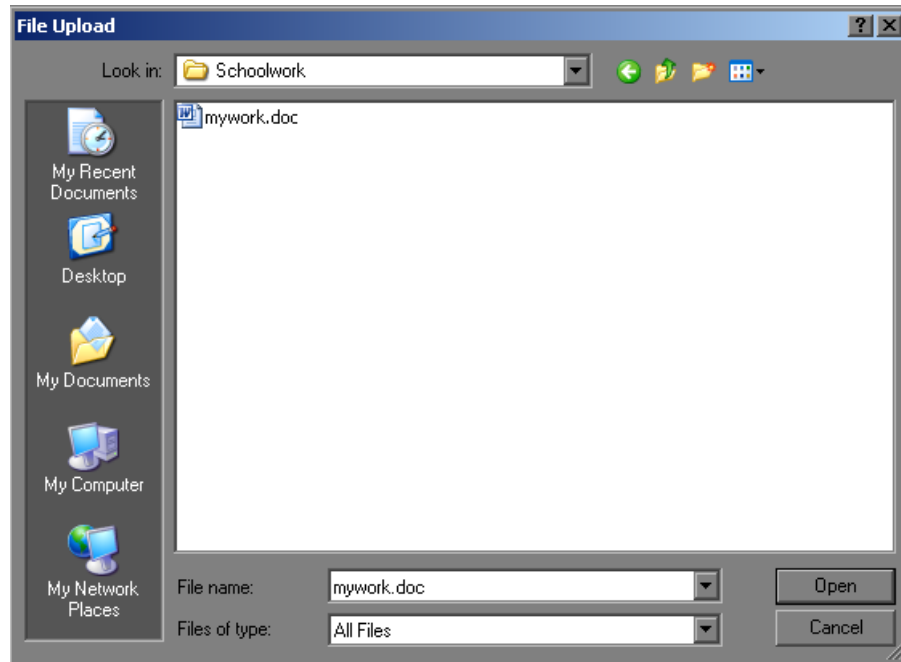 File Upload
Look in:
Schoolwork
mywork.doc
My Recent
Documents
Desktop
My Documents
My Computer
My Network
Places
File name:
mywork.doc
Open
Files of type:
All Files
Cancel